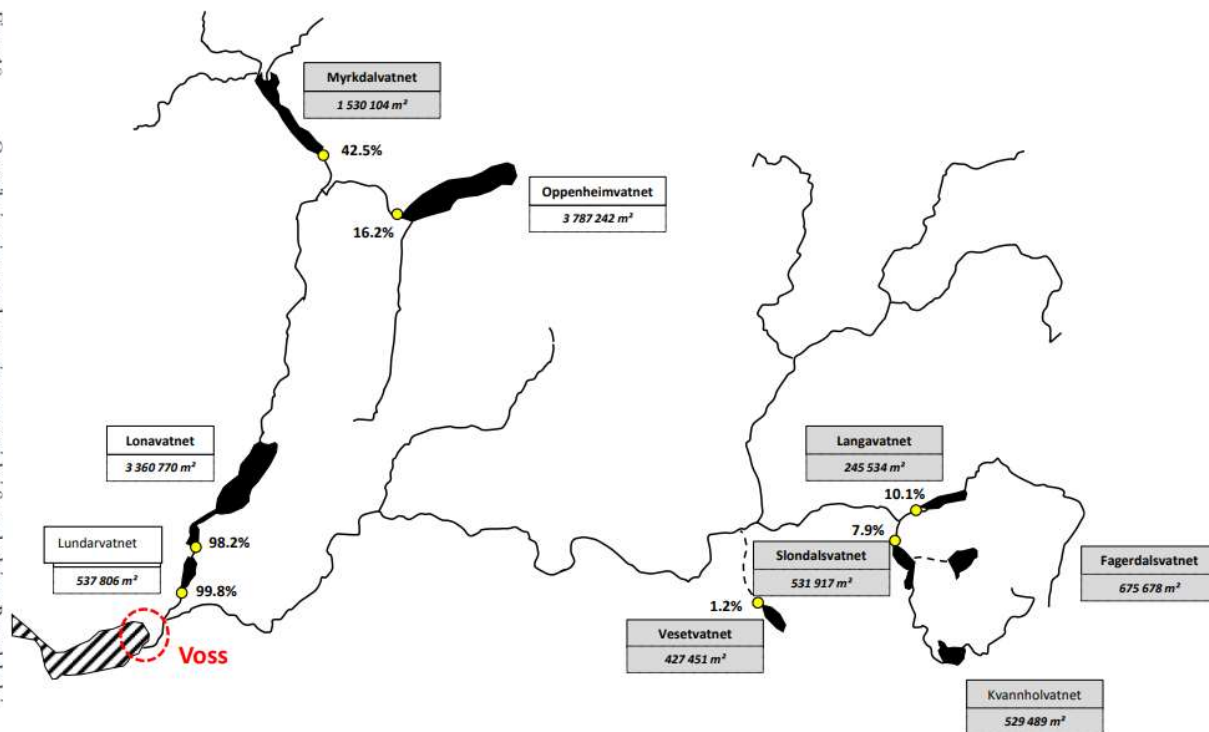 Myrkdalvatnet
1 530 104 m²
42.5%
Oppenheimvatnet
3 787 242 m²
16.2%
Lonavatnet
3 360 770 m²
Langavatnet
245 534 m²
10.1%
7.9%
Lundarvatnet
537 806 m²
98.2%
99.8%
Slondalsvatnet
531 917 m²
Fagerdalsvatnet
675 678 m²
1.2%
Vesetvatnet
427 451 m²
Voss
Kvannholvatnet
529 489 m²